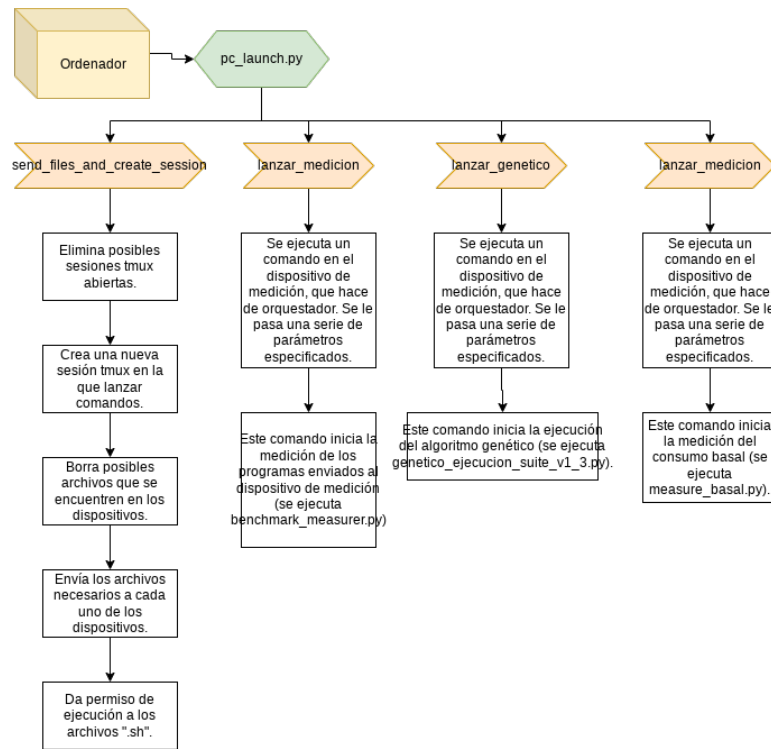 Ordenador
pc_launch.py
send_files_and_create_session
lanzar_medicion
lanzar_genetico
lanzar_medicion
Elimina posibles
sesiones tmux
abiertas.
Crea una nueva
sesión tmux en la
que lanzar
comandos.
Borra posibles
archivos que se
encuentren en los
dispositivos.
Envía los archivos
necesarios a cada
uno de los
dispositivos.
Da permiso de
ejecución a los
archivos ".sh".
Se ejecuta un
comando en el
dispositivo de
medición, que hace
de orquestador. Se le
pasa una serie de
parámetros
especificados.
Este comando inicia la
medición de los
programas enviados al
dispositivo de medición
(se ejecuta
benchmark_measurer.py)
Se ejecuta un
comando en el
dispositivo de
medición, que hace
de orquestador. Se le
pasa una serie de
parámetros
especificados.
Este comando inicia la ejecución
del algoritmo genético (se ejecuta
genetico_ejecucion_suite_v1_3.py).
Se ejecuta un
comando en el
dispositivo de
medición, que hace
de orquestador. Se le
pasa una serie de
parámetros
especificados.
Este comando inicia
la medición del
consumo basal (se
ejecuta
measure_basal.py).